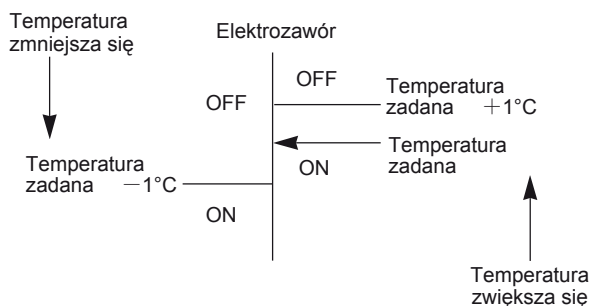 Temperatura
zmniejsza się
Elektrozawór
OFF
OFF
Temperatura
zadana +1°C
Temperatura
zadana
ON
Temperatura
zadana −1°C
ON
Temperatura
zwiększa się